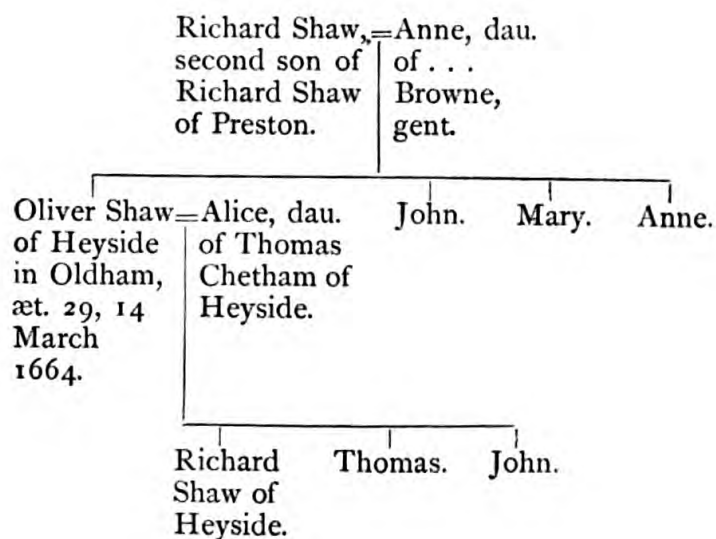 Richard Shaw,=Anne, dau.
second son of of . . .
Richard Shaw Browne,
of Preston. gent.
Oliver Shaw=Alice, dau. John. Mary. Anne.
of Heyside of Thomas
in Oldham, Chetham of
æt. 29, 14 Heyside.
March
1664.
Richard Thomas. John.
Shaw of
Heyside.